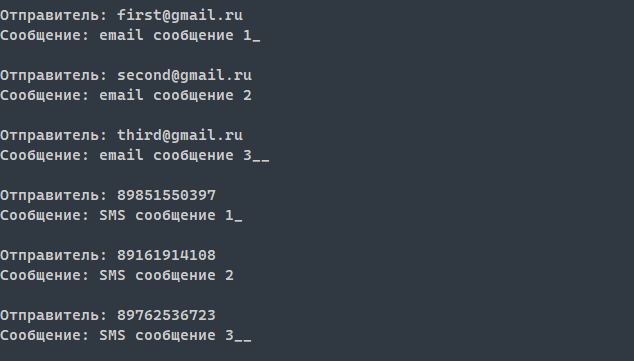 Отправитель: first@gmail.ru
Сообщение: email сообщение 1_
Отправитель: second@gmail.ru
Сообщение: email сообщение 2
Отправитель: third@gmail.ru
Сообщение: email сообщение 3__
Отправитель: 89851550397
Сообщение: SMS сообщение 1_
Отправитель: 89161914108
Сообщение: SMS сообщение 2
Отправитель: 89762536723
Сообщение: SMS сообщение 3__